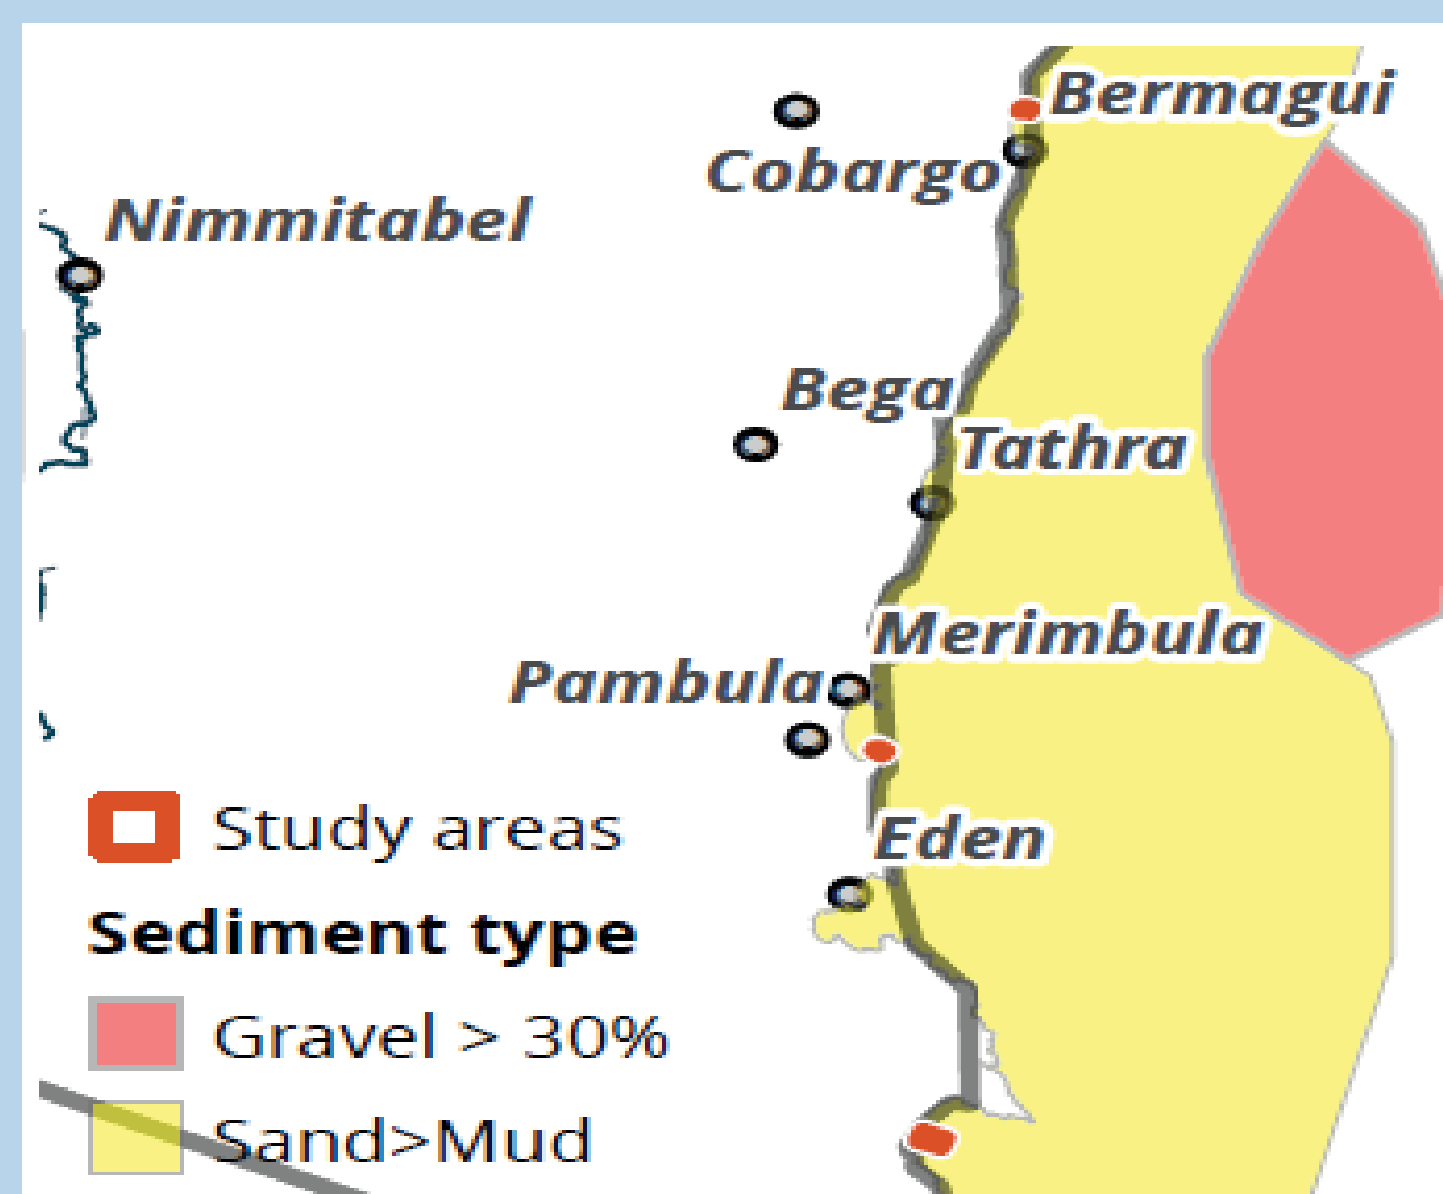 Bermagui
Cobargo
Nimmitabel
Bega
Tathra
Merimbula
Pambula
Eden
Study areas
Sediment type
Gravel > 30%
Sand>Mud